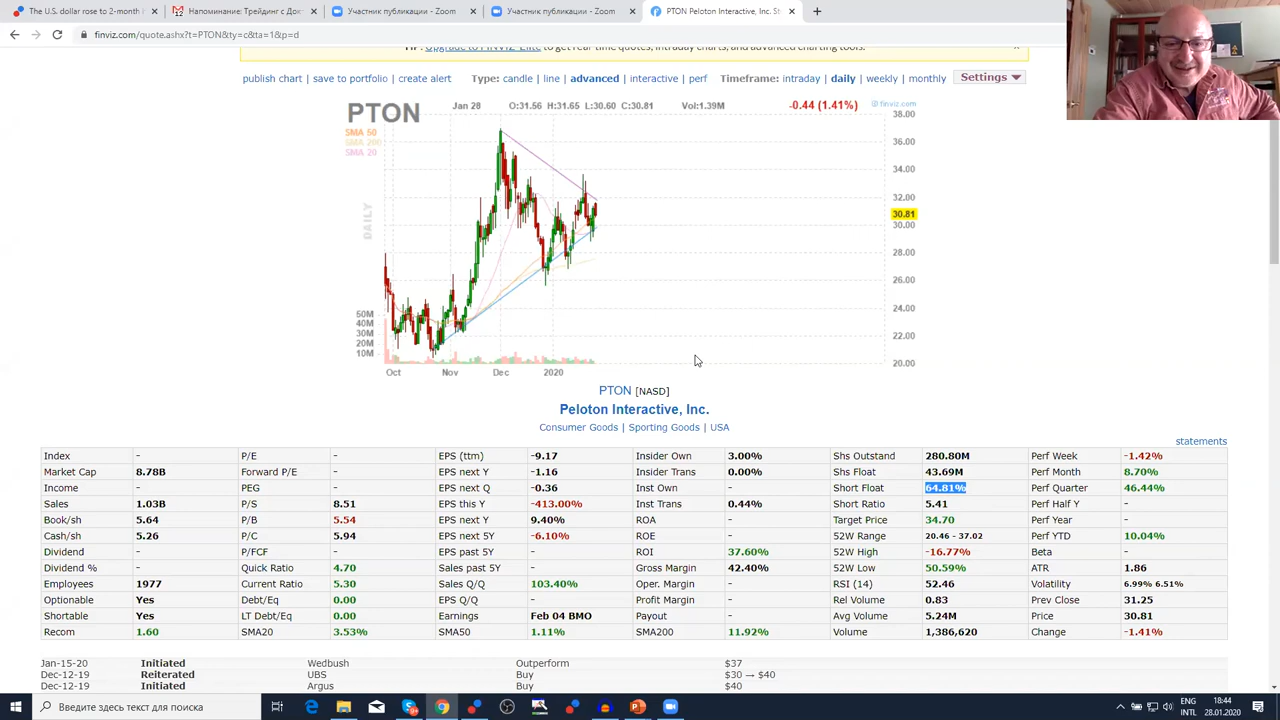 The U.S. dollar rose to 2-month h
Напоминание: Трейдинг с Док
Участник публикации - Zoom
Участник публикации - Zoom
PTON Peloton Interactive, Inc. St
finviz.com/quote.ashx?t=PTON&ty=c&ta=1&p=d
TIP: Upgrade to FINVIZ*Elite to get real-time quotes, intraday charts, and advanced charting tools.
publish chart | save to portfolio | create alert Type: candle | line | advanced | interactive | perf Timeframe: intraday | daily | weekly | monthly Settings
PTON Jan 28 O:31.56 H:31.65 L:30.60 C:30.81 Vol:1.39M -0.44 (1.41%) © finviz.com
SMA 50
SMA 200
SMA 20
DAILY
38.00
36.00
34.00
32.00
30.81
30.00
28.00
26.00
24.00
22.00
20.00
50M
40M
30M
20M
10M
Oct Nov Dec 2020
PTON [NASD]
Peloton Interactive, Inc.
Consumer Goods | Sporting Goods | USA
statements
Index - P/E - EPS (ttm) -9.17 Insider Own 3.00% Shs Outstand 280.80M Perf Week -1.42%
Market Cap 8.78B Forward P/E - EPS next Y -1.16 Insider Trans 0.00% Shs Float 43.69M Perf Month 8.70%
Income - PEG - EPS next Q -0.36 Inst Own - Short Float 64.81% Perf Quarter 46.44%
Sales 1.03B P/S 8.51 EPS this Y -413.00% Inst Trans 0.44% Short Ratio 5.41 Perf Half Y -
Book/sh 5.64 P/B 5.54 EPS next Y 9.40% ROA - Target Price 34.70 Perf Year -
Cash/sh 5.26 P/C 5.94 EPS next 5Y -6.10% ROE - 52W Range 20.46 - 37.02 Perf YTD 10.04%
Dividend - P/FCF - EPS past 5Y - ROI 37.60% 52W High -16.77% Beta -
Dividend % - Quick Ratio 4.70 Sales past 5Y - Gross Margin 42.40% 52W Low 50.59% ATR 1.86
Employees 1977 Current Ratio 5.30 Sales Q/Q 103.40% Oper. Margin - RSI (14) 52.46 Volatility 6.99% 6.51%
Optionable Yes Debt/Eq 0.00 EPS Q/Q - Profit Margin - Rel Volume 0.83 Prev Close 31.25
Shortable Yes LT Debt/Eq 0.00 Earnings Feb 04 BMO Payout - Avg Volume 5.24M Price 30.81
Recom 1.60 SMA20 3.53% SMA50 1.11% SMA200 11.92% Volume 1,386,620 Change -1.41%
Jan-15-20 Initiated Wedbush Outperform $37
Dec-12-19 Reiterated UBS Buy $30 → $40
Dec-12-19 Initiated Argus Buy $40
Введите здесь текст для поиска
ENG
INTL
18:44
28.01.2020